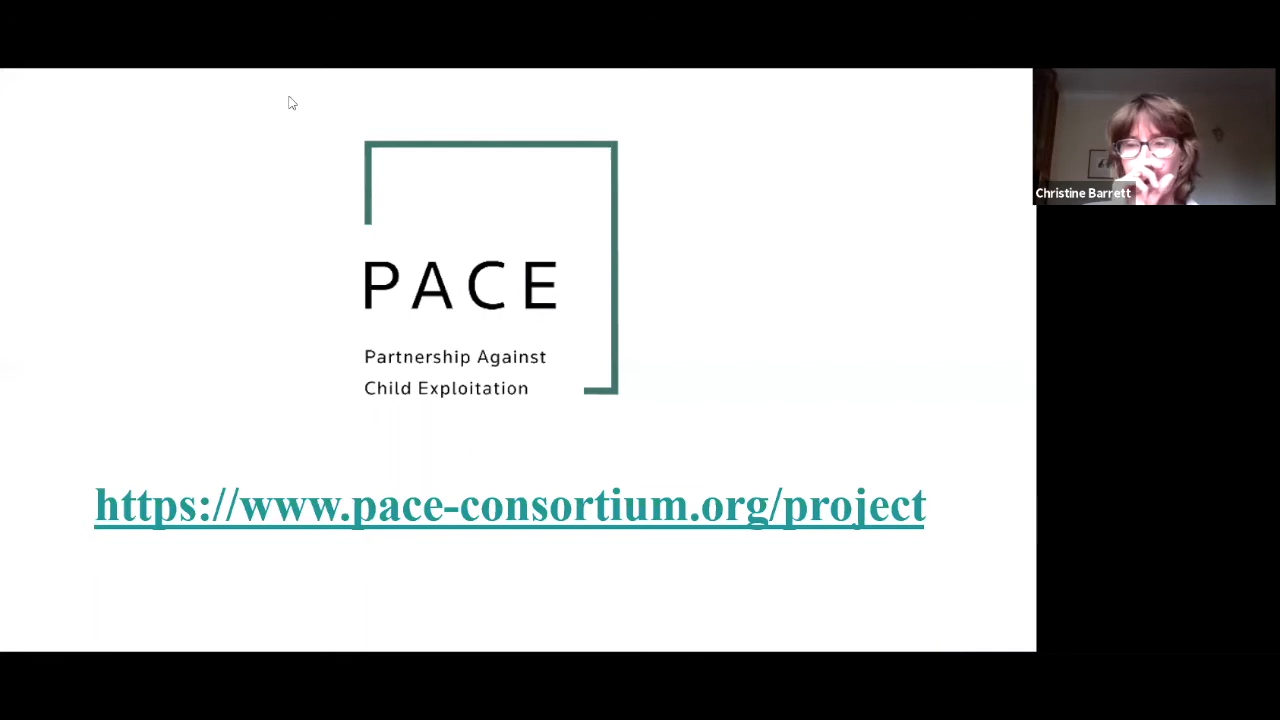 PACE
Partnership Against
Child Exploitation
https://www.pace-consortium.org/project
Christine Barrett